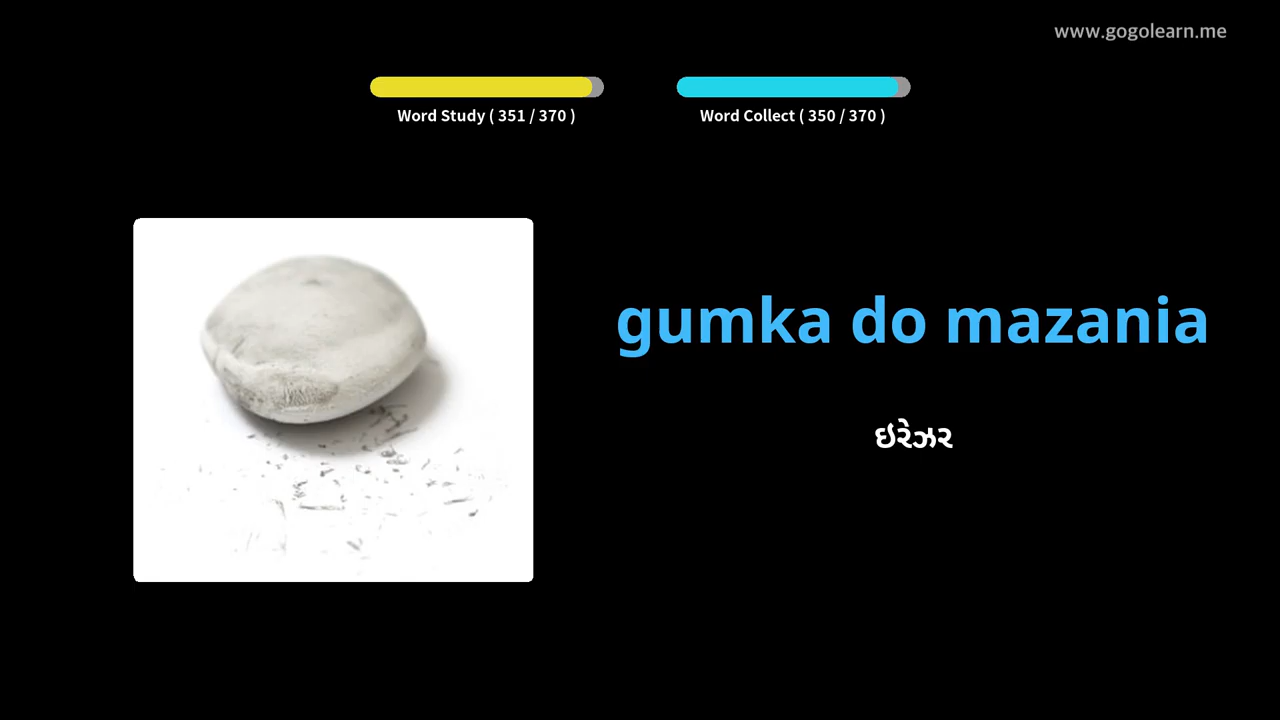 www.gogolearn.me
Word Study ( 351 / 370 )
Word Collect ( 350 / 370 )
gumka do mazania
ઇરેઝર